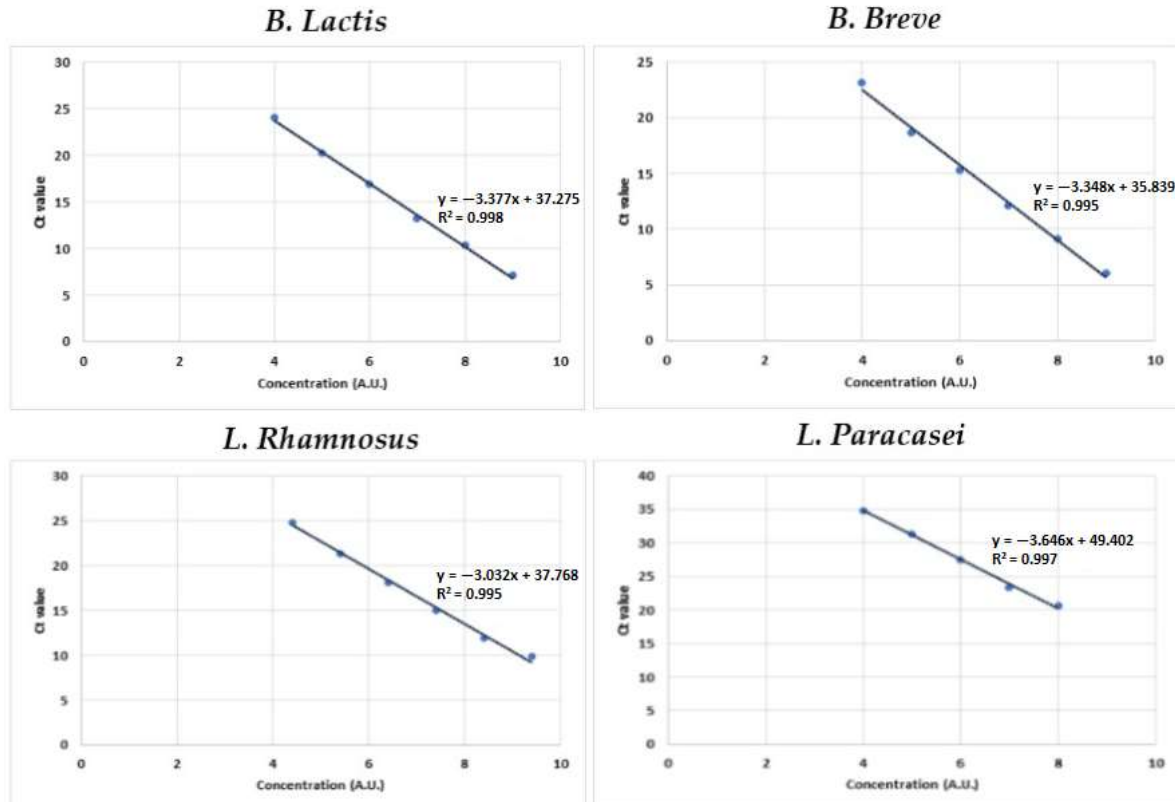 B. Lactis
30
25
20
15
10
5
0
Ct value
y = −3.377x + 37.275
R² = 0.998
0 2 4 6 8 10
Concentration (A.U.)
B. Breve
25
20
15
10
5
0
Ct value
y = −3.348x + 35.839
R² = 0.995
0 2 4 6 8 10
Concentration (A.U.)
L. Rhamnosus
30
25
20
15
10
5
0
Ct value
y = −3.032x + 37.768
R² = 0.995
0 2 4 6 8 10
Concentration (A.U.)
L. Paracasei
40
35
30
25
20
15
10
5
0
Ct value
y = −3.646x + 49.402
R² = 0.997
0 2 4 6 8 10
Concentration (A.U.)